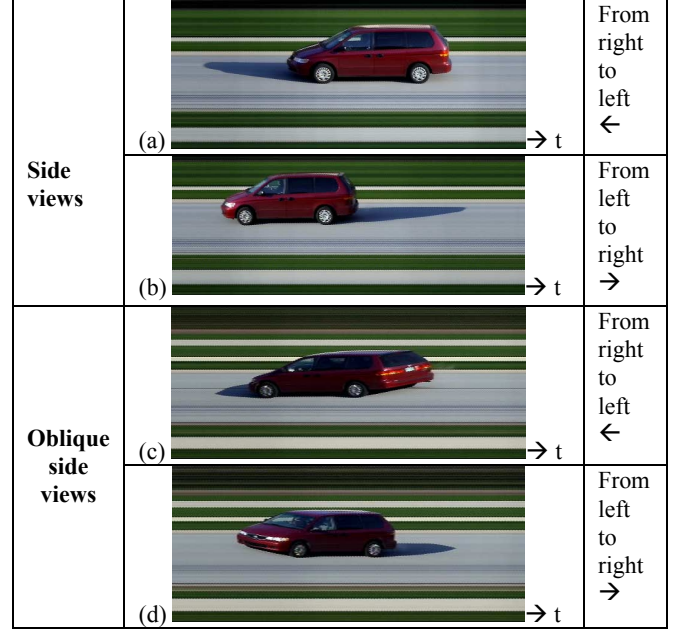 Side
views
(a)
→ t
From
right
to
left
←
(b)
→ t
From
left
to
right
→
Oblique
side
views
(c)
→ t
From
right
to
left
←
(d)
→ t
From
left
to
right
→